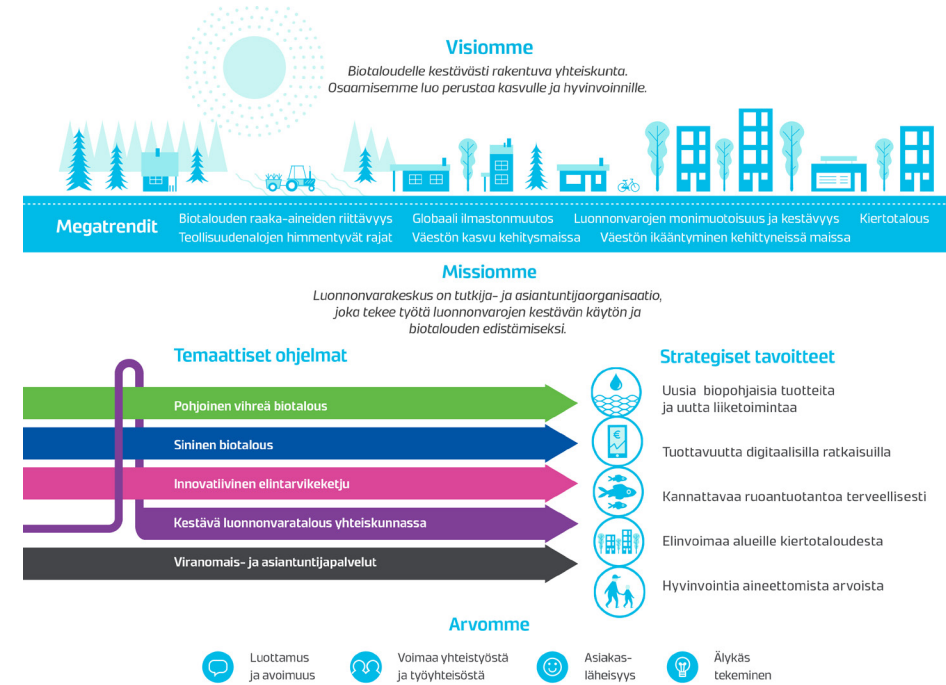 Visiomme
Biotaloudelle kestävästi rakentuva yhteiskunta.
Osaamisemme luo perustaa kasvulle ja hyvinvoinnille.
Megatrendit
Biotalouden raaka-aineiden riittävyys Globaali ilmastonmuutos Luonnonvarojen monimuotoisuus ja kestävyys Kiertotalous
Teollisuudenalojen himmentyvät rajat Väestön kasvu kehitysmaissa Väestön ikääntyminen kehittyneissä maissa
Missiomme
Luonnonvarakeskus on tutkija- ja asiantuntijaorganisaatio,
joka tekee työtä luonnonvarojen kestävän käytön ja
biotalouden edistämiseksi.
Temaattiset ohjelmat
Pohjoinen vihreä biotalous
Sininen biotalous
Innovatiivinen elintarvikeketju
Kestävä luonnonvaratalous yhteiskunnassa
Viranomais- ja asiantuntijapalvelut
Strategiset tavoitteet
Uusia biopohjaisia tuotteita
ja uutta liiketoimintaa
€
Tuottavuutta digitaalisilla ratkaisuilla
Kannattavaa ruoantuotantoa terveellisesti
Elinvoimaa alueille kiertotaloudesta
Hyvinvointia aineettomista arvoista
Arvomme
Luottamus
ja avoimuus
Voimaa yhteistyöstä
ja työyhteisöstä
Asiakas-
läheisyys
Älykäs
tekeminen